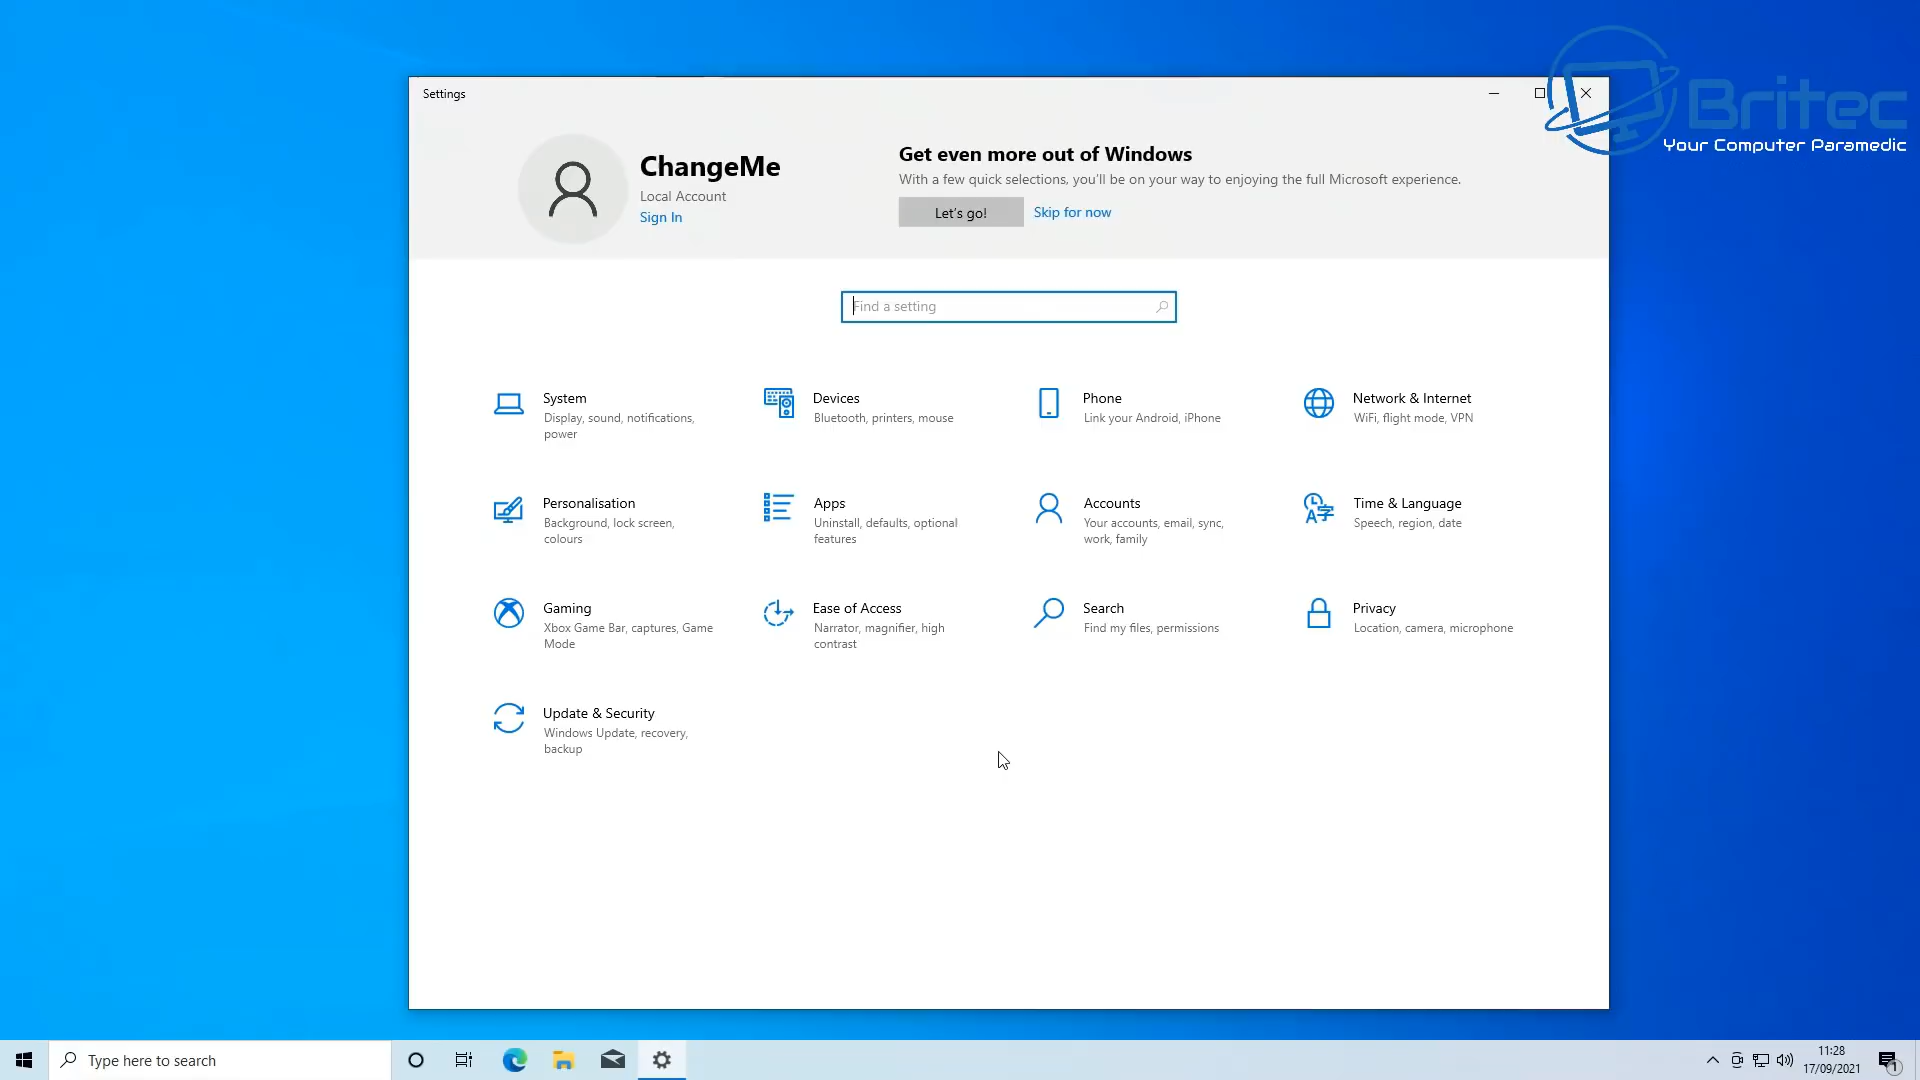 Settings
Britec
Your Computer Paramedic
ChangeMe
Local Account
Sign In
Get even more out of Windows
With a few quick selections, you'll be on your way to enjoying the full Microsoft experience.
Let's go!
Skip for now
Find a setting
System
Display, sound, notifications,
power
Devices
Bluetooth, printers, mouse
Phone
Link your Android, iPhone
Network & Internet
WiFi, flight mode, VPN
Personalisation
Background, lock screen,
colours
Apps
Uninstall, defaults, optional
features
Accounts
Your accounts, email, sync,
work, family
Time & Language
Speech, region, date
Gaming
Xbox Game Bar, captures, Game
Mode
Ease of Access
Narrator, magnifier, high
contrast
Search
Find my files, permissions
Privacy
Location, camera, microphone
Update & Security
Windows Update, recovery,
backup
Type here to search
11:28
17/09/2021
1